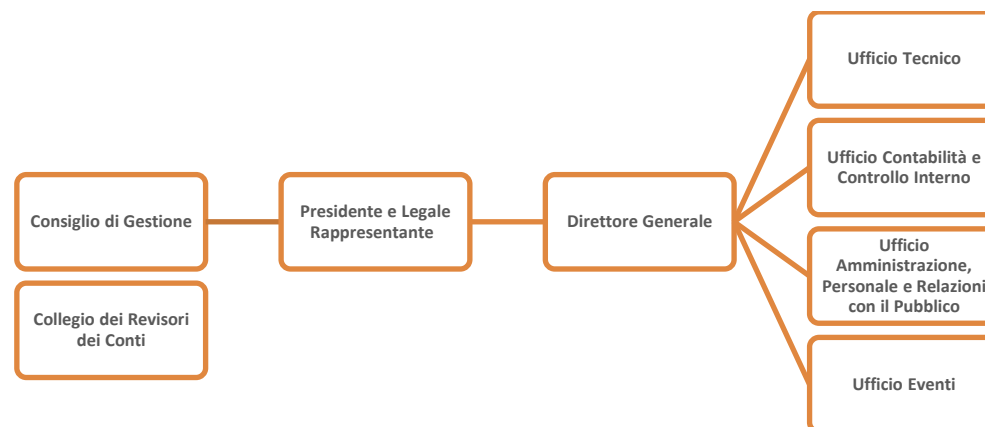 Consiglio di Gestione
Collegio dei Revisori
dei Conti
Presidente e Legale
Rappresentante
Direttore Generale
Ufficio Tecnico
Ufficio Contabilità e
Controllo Interno
Ufficio
Amministrazione,
Personale e Relazioni
con il Pubblico
Ufficio Eventi